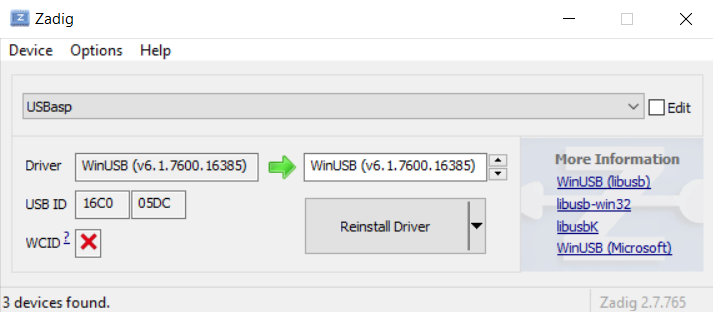 Zadig
Device Options Help
USBasp
Edit
Driver WinUSB (v6.1.7600.16385) WinUSB (v6.1.7600.16385)
USB ID 16C0 05DC
WCID ?
Reinstall Driver
More Information
WinUSB (libusb)
libusb-win32
libusbK
WinUSB (Microsoft)
3 devices found.
Zadig 2.7.765